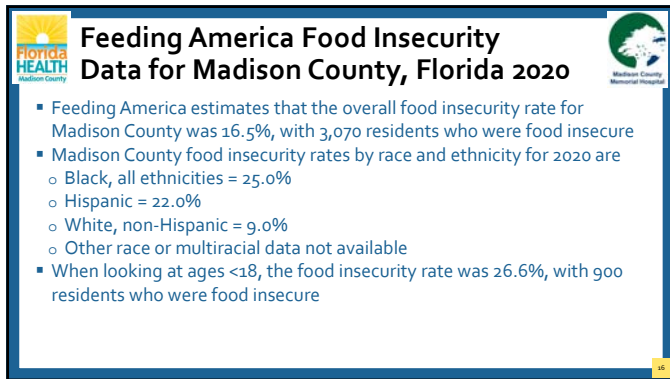 Florida
HEALTH
Madison County
Feeding America Food Insecurity
Data for Madison County, Florida 2020
Madison County
Memorial Hospital
▪ Feeding America estimates that the overall food insecurity rate for
Madison County was 16.5%, with 3,070 residents who were food insecure
▪ Madison County food insecurity rates by race and ethnicity for 2020 are
o Black, all ethnicities = 25.0%
o Hispanic = 22.0%
o White, non-Hispanic = 9.0%
o Other race or multiracial data not available
▪ When looking at ages <18, the food insecurity rate was 26.6%, with 900
residents who were food insecure
16